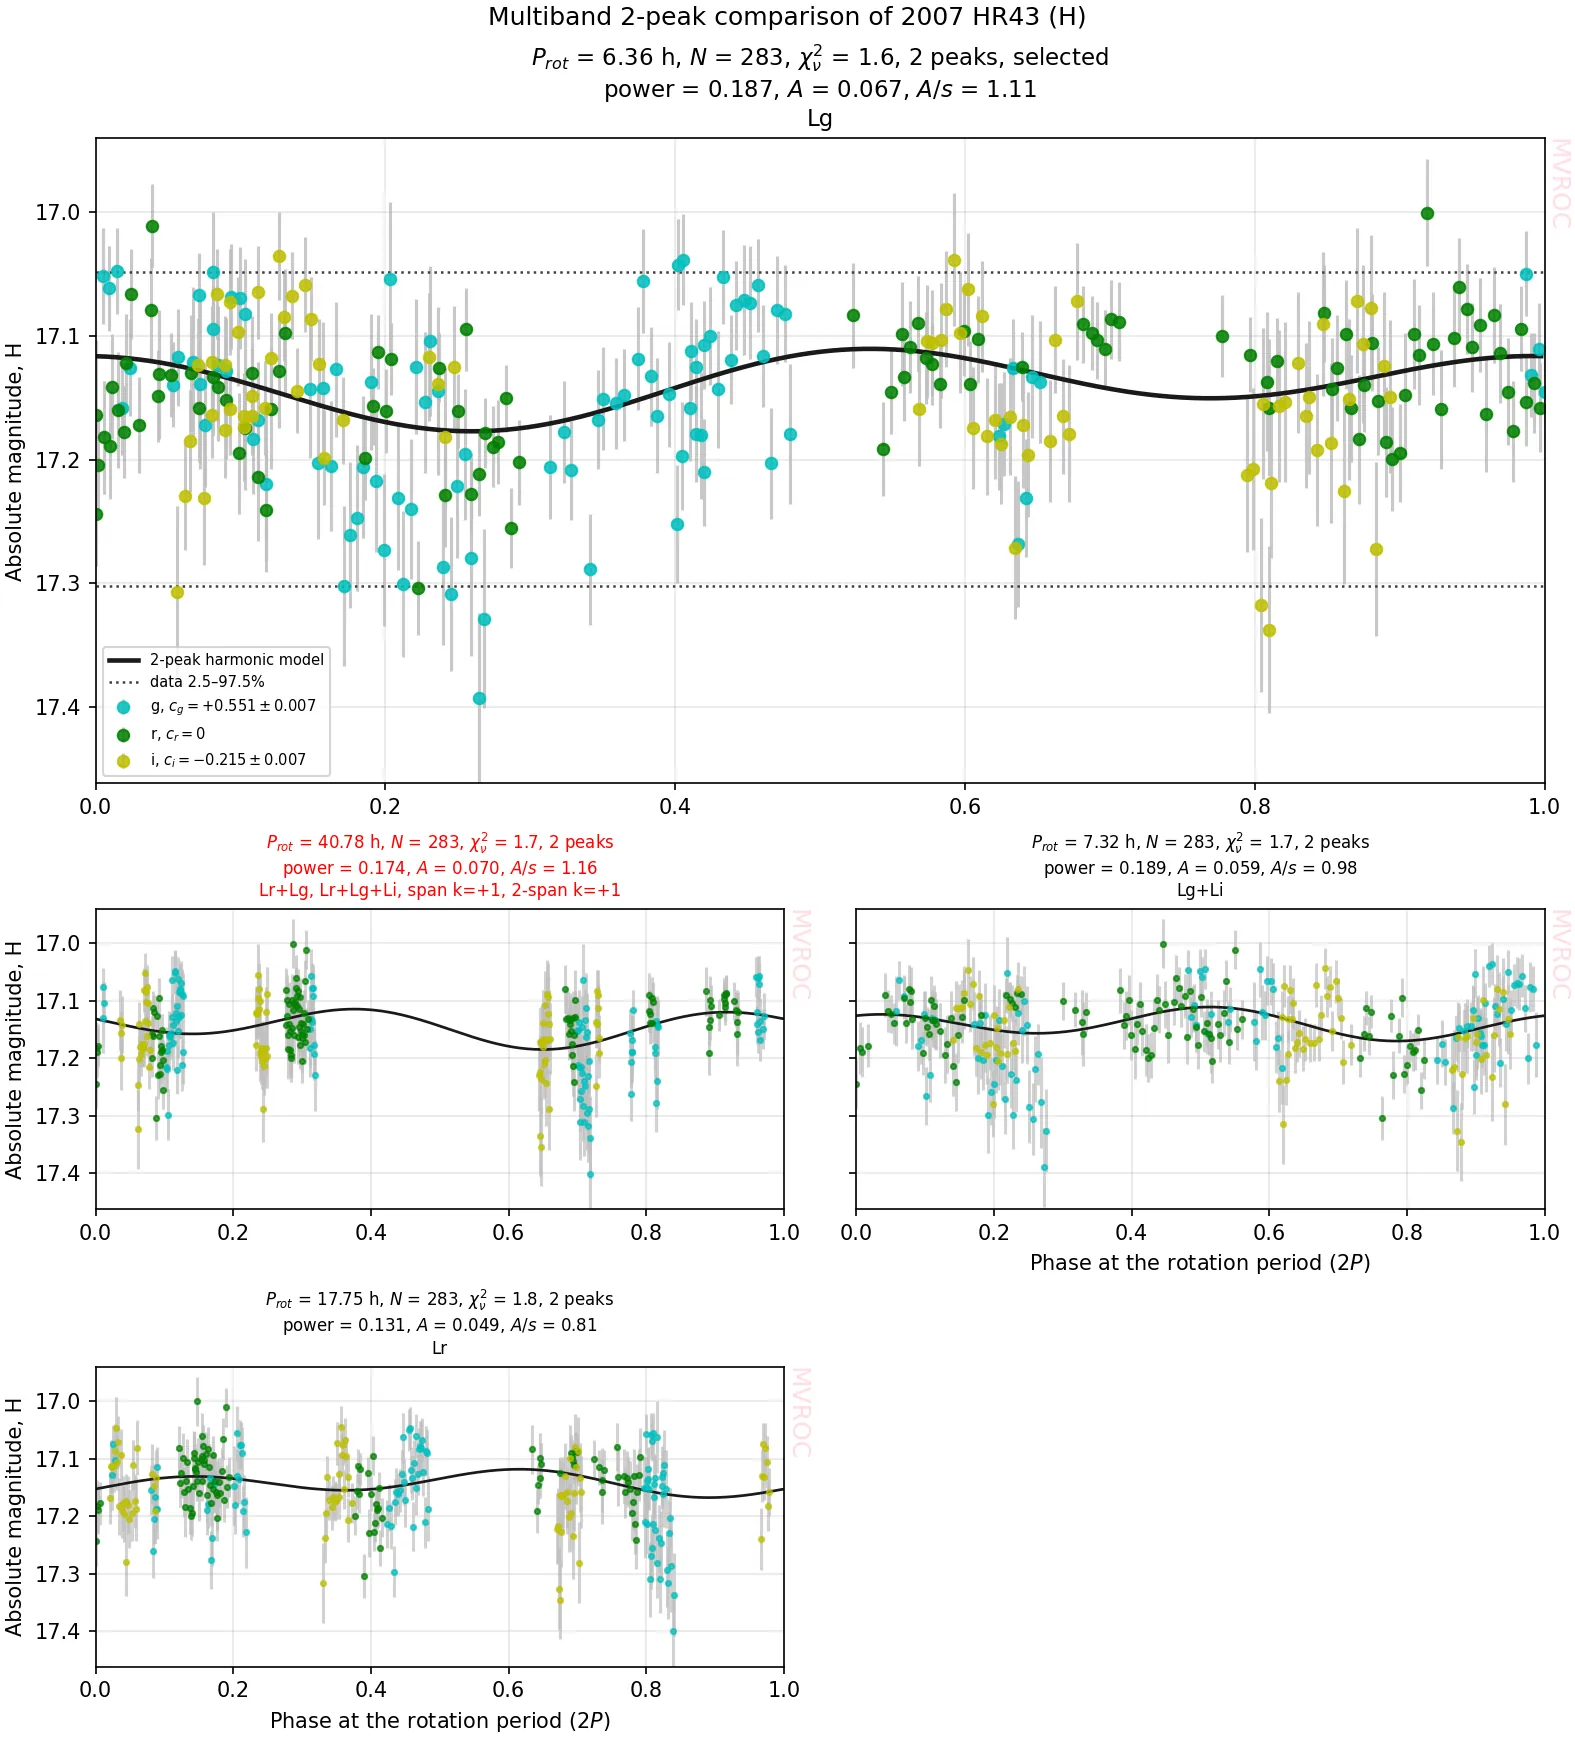 Multiband 2-peak comparison of 2007 HR43 (H)
P_rot = 6.36 h, N = 283, χ²_ν = 1.6, 2 peaks, selected
power = 0.187, A = 0.067, A/s = 1.11
Lg
Absolute magnitude, H
17.0
17.1
17.2
17.3
17.4
2-peak harmonic model
data 2.5–97.5%
g, c_g = +0.551 ± 0.007
r, c_r = 0
i, c_i = −0.215 ± 0.007
0.0 0.2 0.4 0.6 0.8 1.0
MVROC
P_rot = 40.78 h, N = 283, χ²_ν = 1.7, 2 peaks
power = 0.174, A = 0.070, A/s = 1.16
Lr+Lg, Lr+Lg+Li, span k=+1, 2-span k=+1
Absolute magnitude, H
17.0
17.1
17.2
17.3
17.4
0.0 0.2 0.4 0.6 0.8 1.0
MVROC
P_rot = 7.32 h, N = 283, χ²_ν = 1.7, 2 peaks
power = 0.189, A = 0.059, A/s = 0.98
Lg+Li
0.0 0.2 0.4 0.6 0.8 1.0
Phase at the rotation period (2P)
MVROC
P_rot = 17.75 h, N = 283, χ²_ν = 1.8, 2 peaks
power = 0.131, A = 0.049, A/s = 0.81
Lr
Absolute magnitude, H
17.0
17.1
17.2
17.3
17.4
0.0 0.2 0.4 0.6 0.8 1.0
Phase at the rotation period (2P)
MVROC